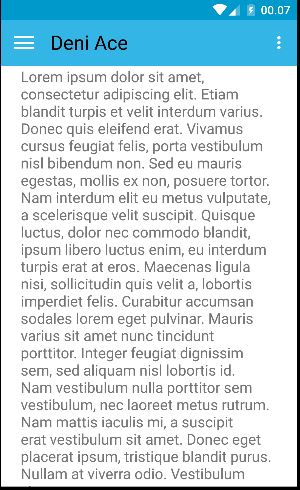 00.07
Deni Ace
Lorem ipsum dolor sit amet,
consectetur adipiscing elit. Etiam
blandit turpis et velit interdum varius.
Donec quis eleifend erat. Vivamus
cursus feugiat felis, porta vestibulum
nisl bibendum non. Sed eu mauris
egestas, mollis ex non, posuere tortor.
Nam interdum elit eu metus vulputate,
a scelerisque velit suscipit. Quisque
luctus, dolor nec commodo blandit,
ipsum libero luctus enim, eu interdum
turpis erat at eros. Maecenas ligula
nisi, sollicitudin quis velit a, lobortis
imperdiet felis. Curabitur accumsan
sodales lorem eget pulvinar. Mauris
varius sit amet nunc tincidunt
porttitor. Integer feugiat dignissim
sem, sed aliquam nisl lobortis id.
Nam vestibulum nulla porttitor sem
vestibulum, nec laoreet metus rutrum.
Nam mattis iaculis mi, a suscipit
erat vestibulum sit amet. Donec eget
placerat ipsum, tristique blandit purus.
Nullam at viverra odio. Vestibulum